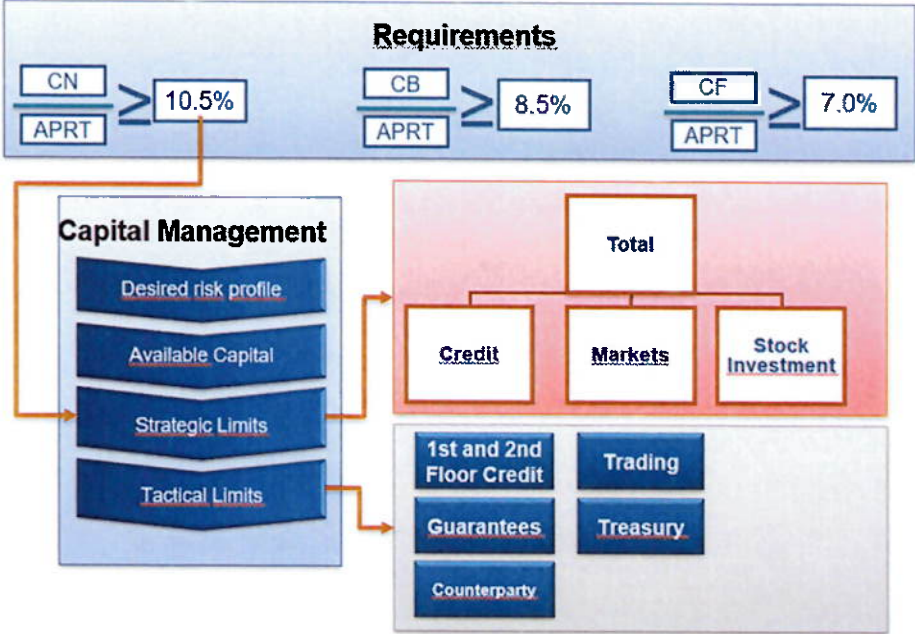 Requirements
CN
APRT
≥
10.5%
CB
APRT
≥
8.5%
CF
APRT
≥
7.0%
Capital Management
Desired risk profile
Available Capital
Strategic Limits
Tactical Limits
Total
Credit
Markets
Stock
Investment
1st and 2nd
Floor Credit
Trading
Guarantees
Treasury
Counterparty